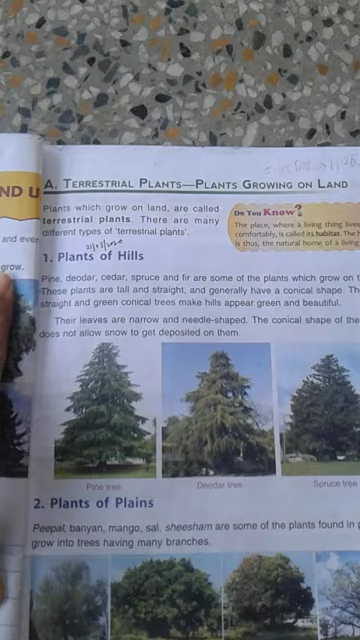 ND U
and ever
grow.
A. TERRESTRIAL PLANTS—PLANTS GROWING ON LAND
Plants which grow on land, are called
terrestrial plants. There are many
different types of 'terrestrial plants'.
Do You Know?
The place, where a living thing lives
comfortably, is called its habitat. The
is thus, the natural home of a living
1. Plants of Hills
Pine, deodar, cedar, spruce and fir are some of the plants which grow on
These plants are tall and straight, and generally have a conical shape.
straight and green conical trees make hills appear green and beautiful.
Their leaves are narrow and needle-shaped. The conical shape of the
does not allow snow to get deposited on them.
Pine tree
Deodar tree
Spruce tree
2. Plants of Plains
Peepal, banyan, mango, sal, sheesham are some of the plants found in
grow into trees having many branches.